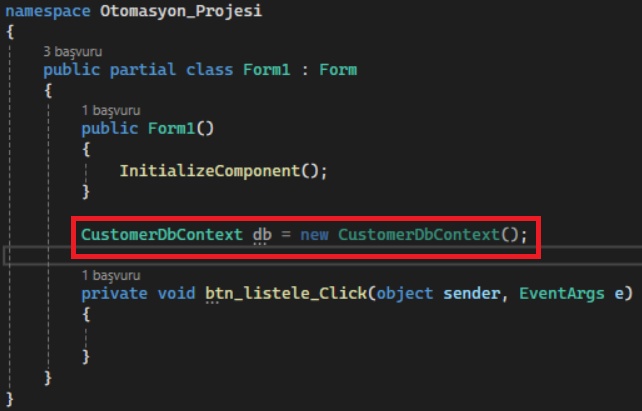 namespace Otomasyon_Projesi
{
3 başvuru
public partial class Form1 : Form
{
1 başvuru
public Form1()
{
InitializeComponent();
}
CustomerDbContext db = new CustomerDbContext();
1 başvuru
private void btn_listele_Click(object sender, EventArgs e)
{
}
}
}